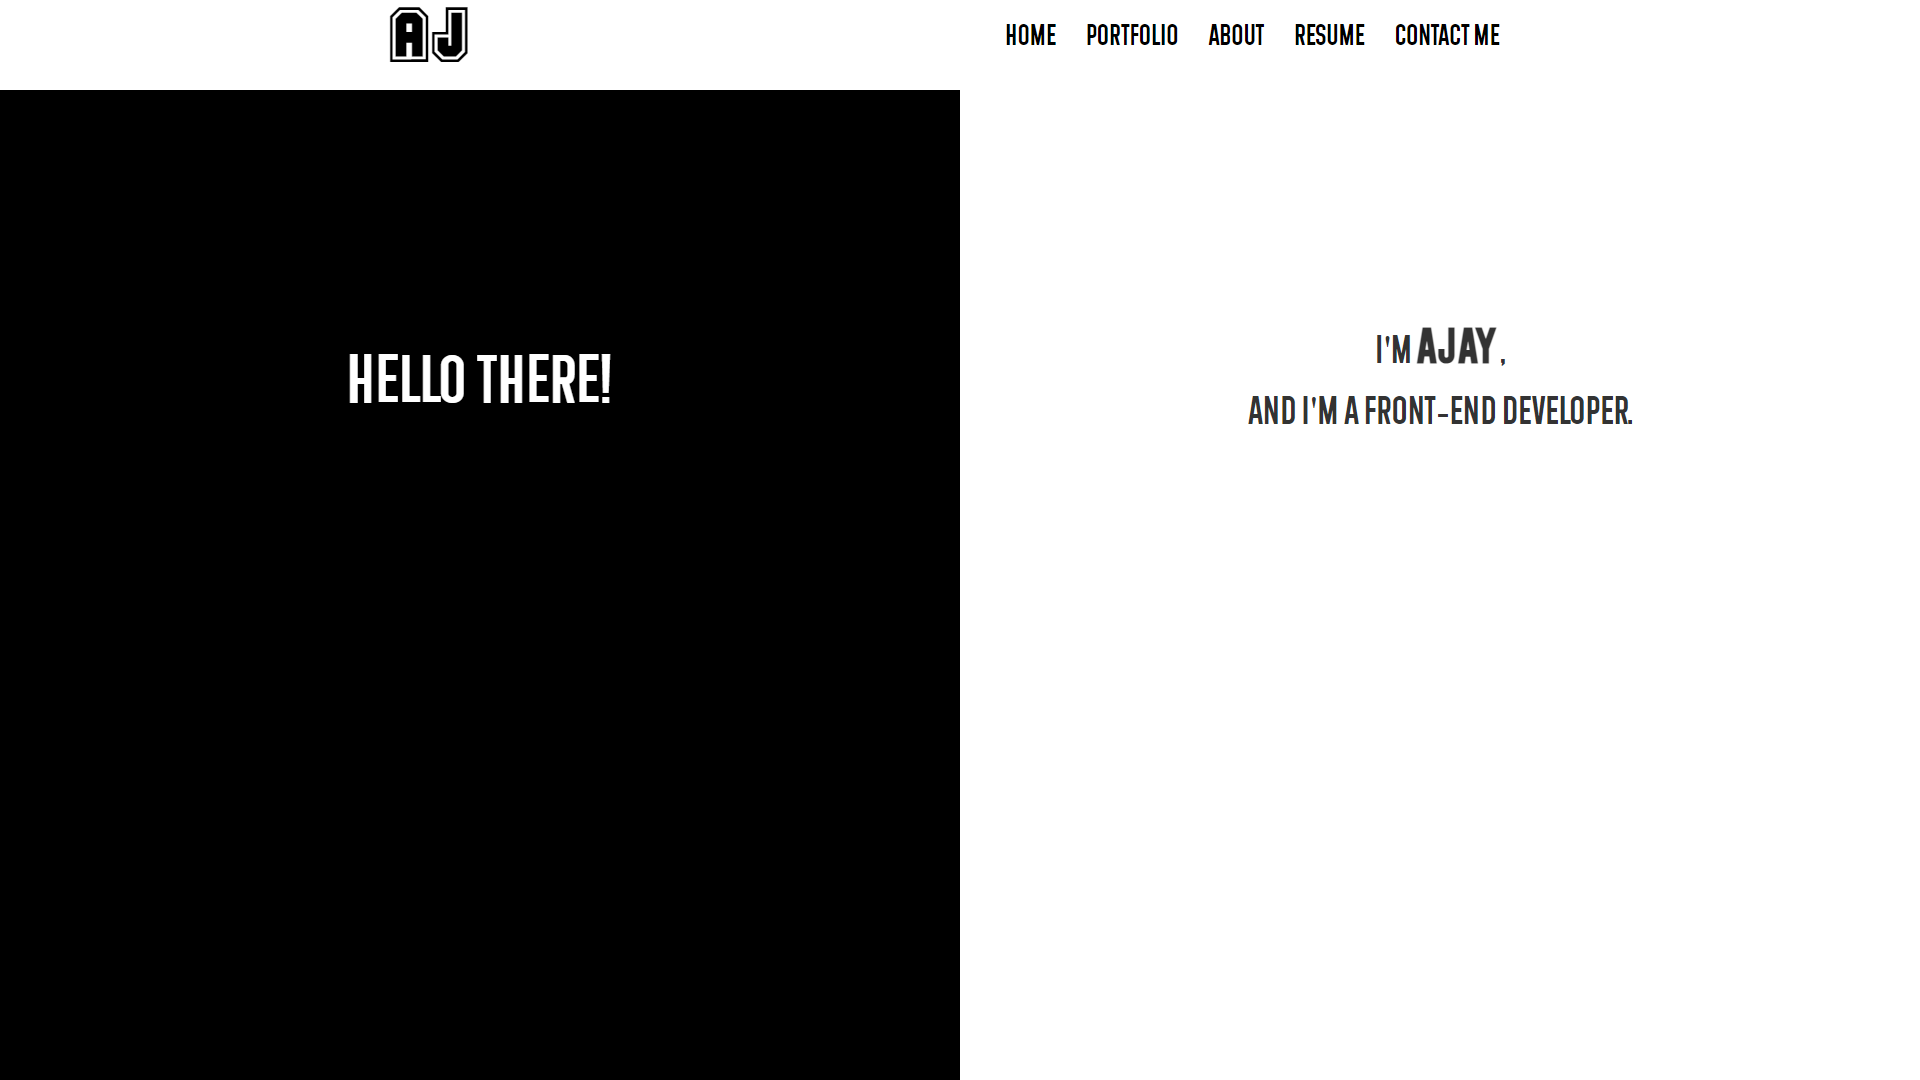 AJ
HOME PORTFOLIO ABOUT RESUME CONTACT ME
HELLO THERE!
I'M AJAY ,
AND I'M A FRONT-END DEVELOPER.